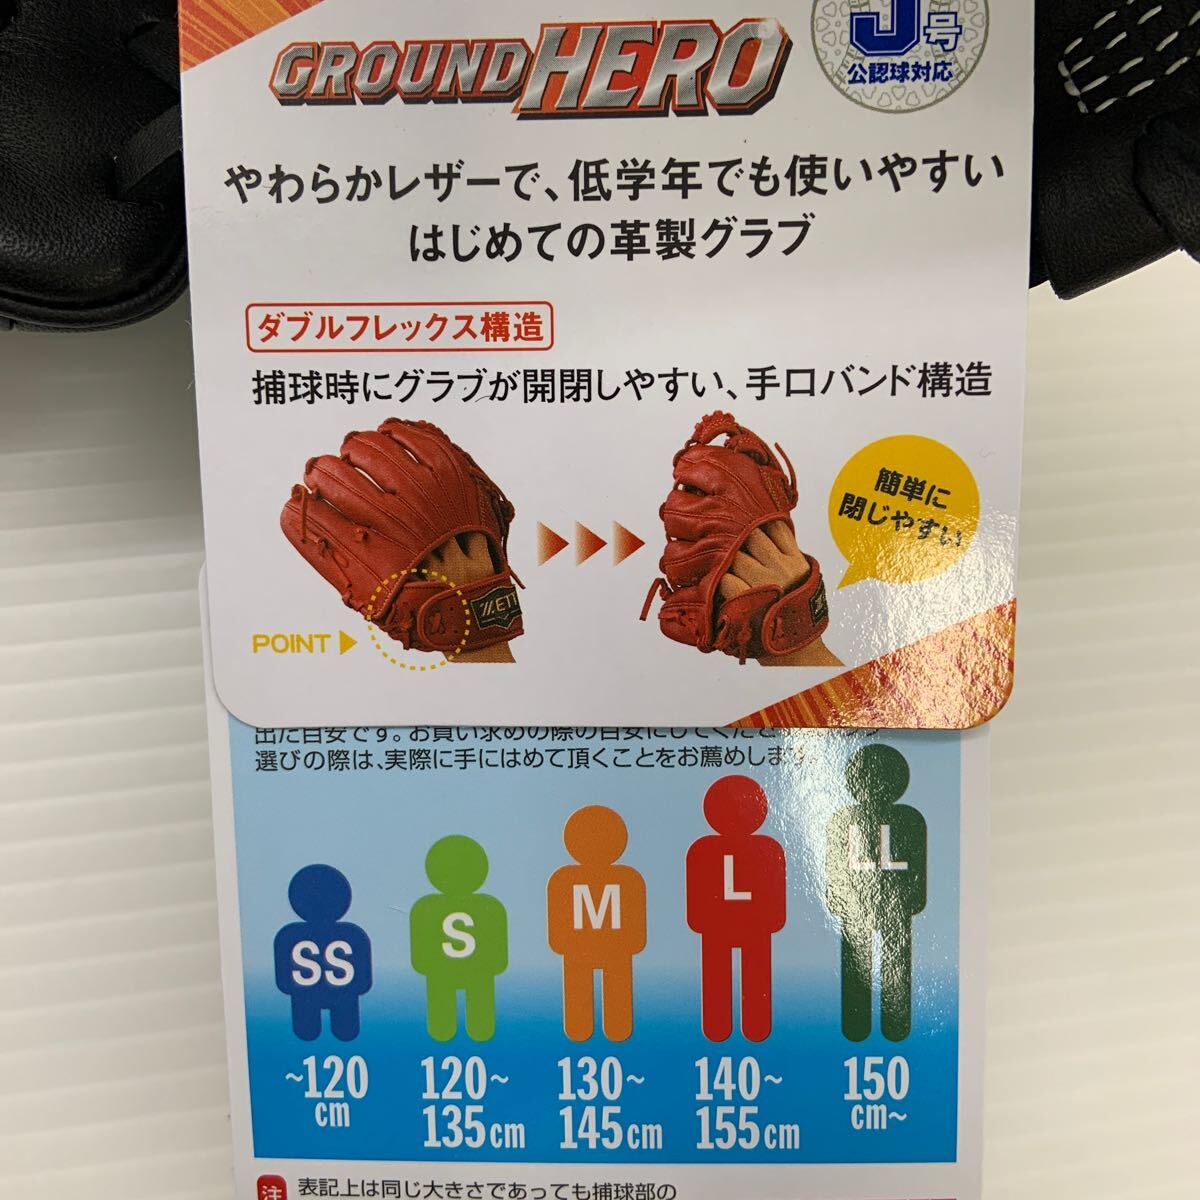 GROUND HERO
J号
公認球対応
やわらかレザーで、低学年でも使いやすい
はじめての革製グラブ
ダブルフレックス構造
捕球時にグラブが開閉しやすい、手口バンド構造
簡単に
閉じやすい
POINT
選びの際は、実際に手にはめて頂くことをお薦めします。
SS
S
M
L
LL
~120
cm
120~
135cm
130~
145cm
140~
155cm
150
cm~
注 表記上は同じ大きさであっても捕球部の